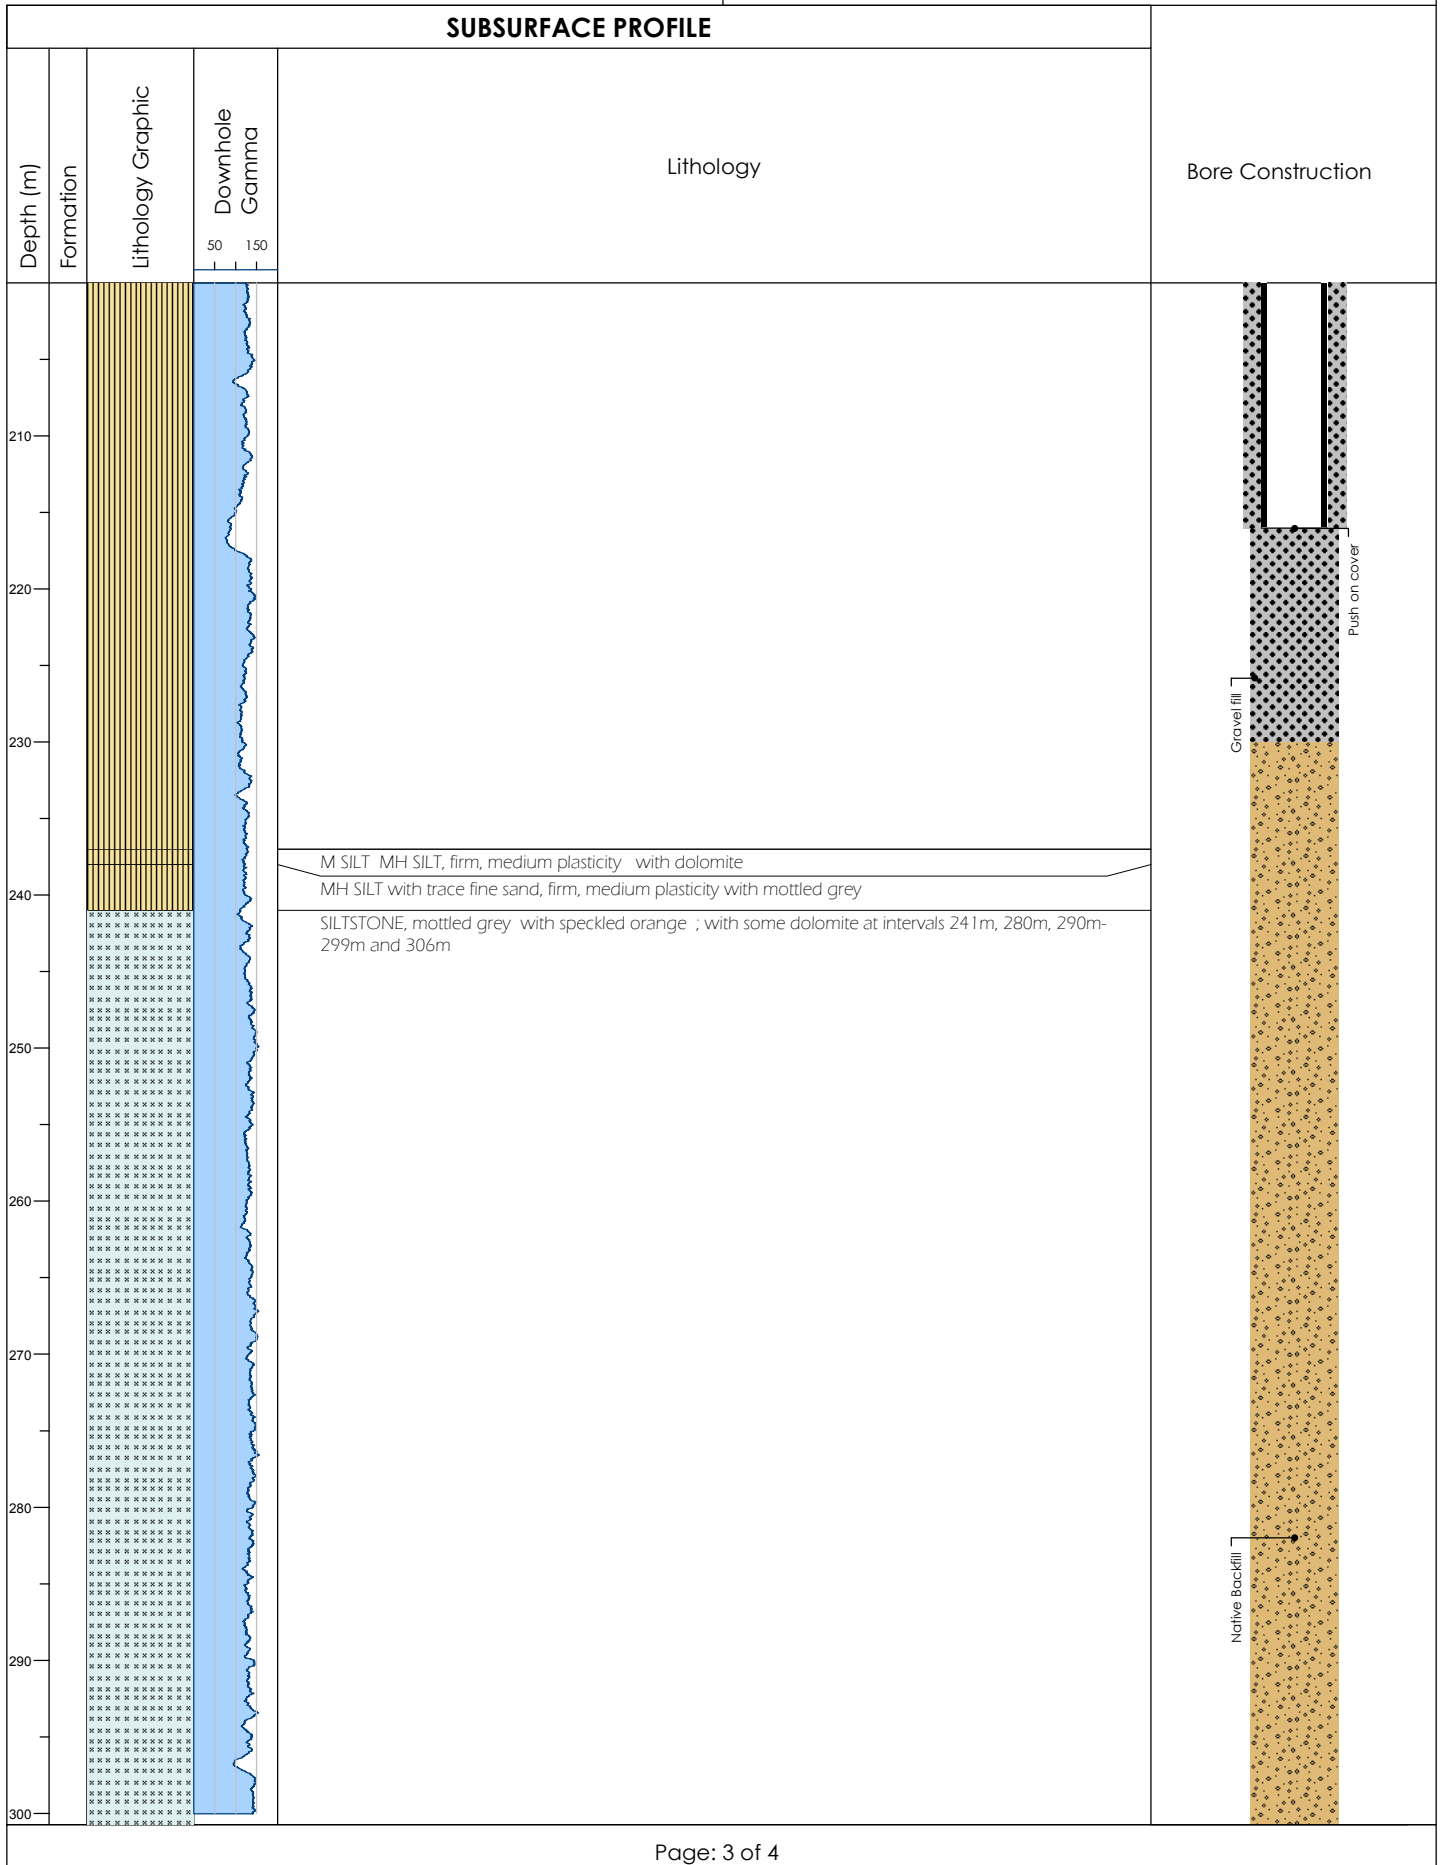 SUBSURFACE PROFILE
Depth (m)
Formation
Lithology Graphic
Downhole
Gamma
50 150
Lithology
Bore Construction
210
220
Push on cover
Gravel fill
230
M SILT MH SILT, firm, medium plasticity with dolomite
MH SILT with trace fine sand, firm, medium plasticity with mottled grey
240
SILTSTONE, mottled grey with speckled orange ; with some dolomite at intervals 241m, 280m, 290m-
299m and 306m
250
260
270
280
Native Backfill
290
300
Page: 3 of 4